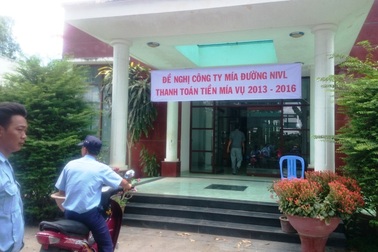 ĐỀ NGHỊ CÔNG TY MÍA ĐƯỜNG NIVL
THANH TOÁN TIỀN MÍA VỤ 2013 - 2016